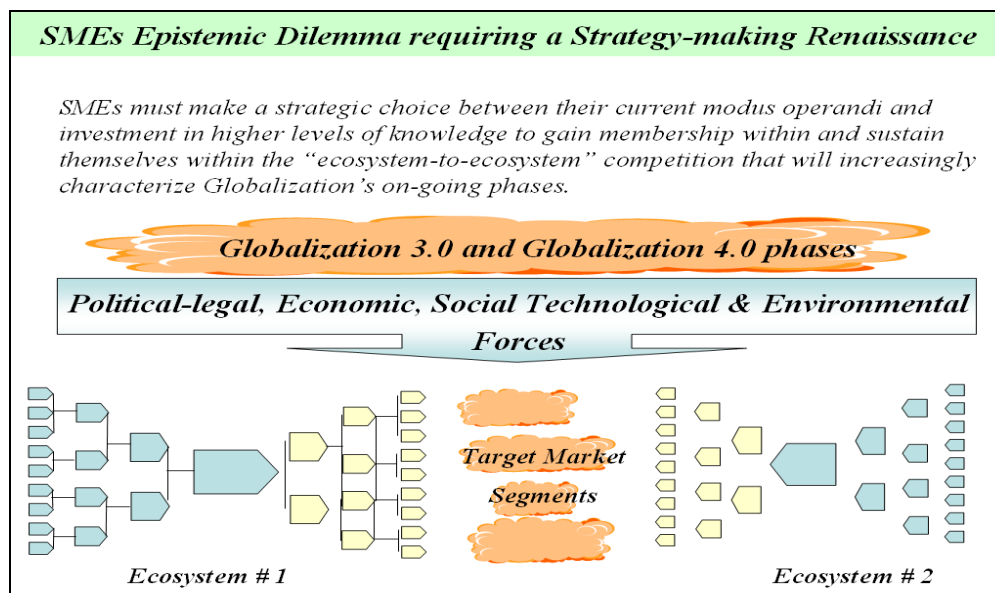 SMEs Epistemic Dilemma requiring a Strategy-making Renaissance
SMEs must make a strategic choice between their current modus operandi and
investment in higher levels of knowledge to gain membership within and sustain
themselves within the “ecosystem-to-ecosystem” competition that will increasingly
characterize Globalization’s on-going phases.
Globalization 3.0 and Globalization 4.0 phases
Political-legal, Economic, Social Technological & Environmental
Forces
Target Market
Segments
Ecosystem # 1
Ecosystem # 2